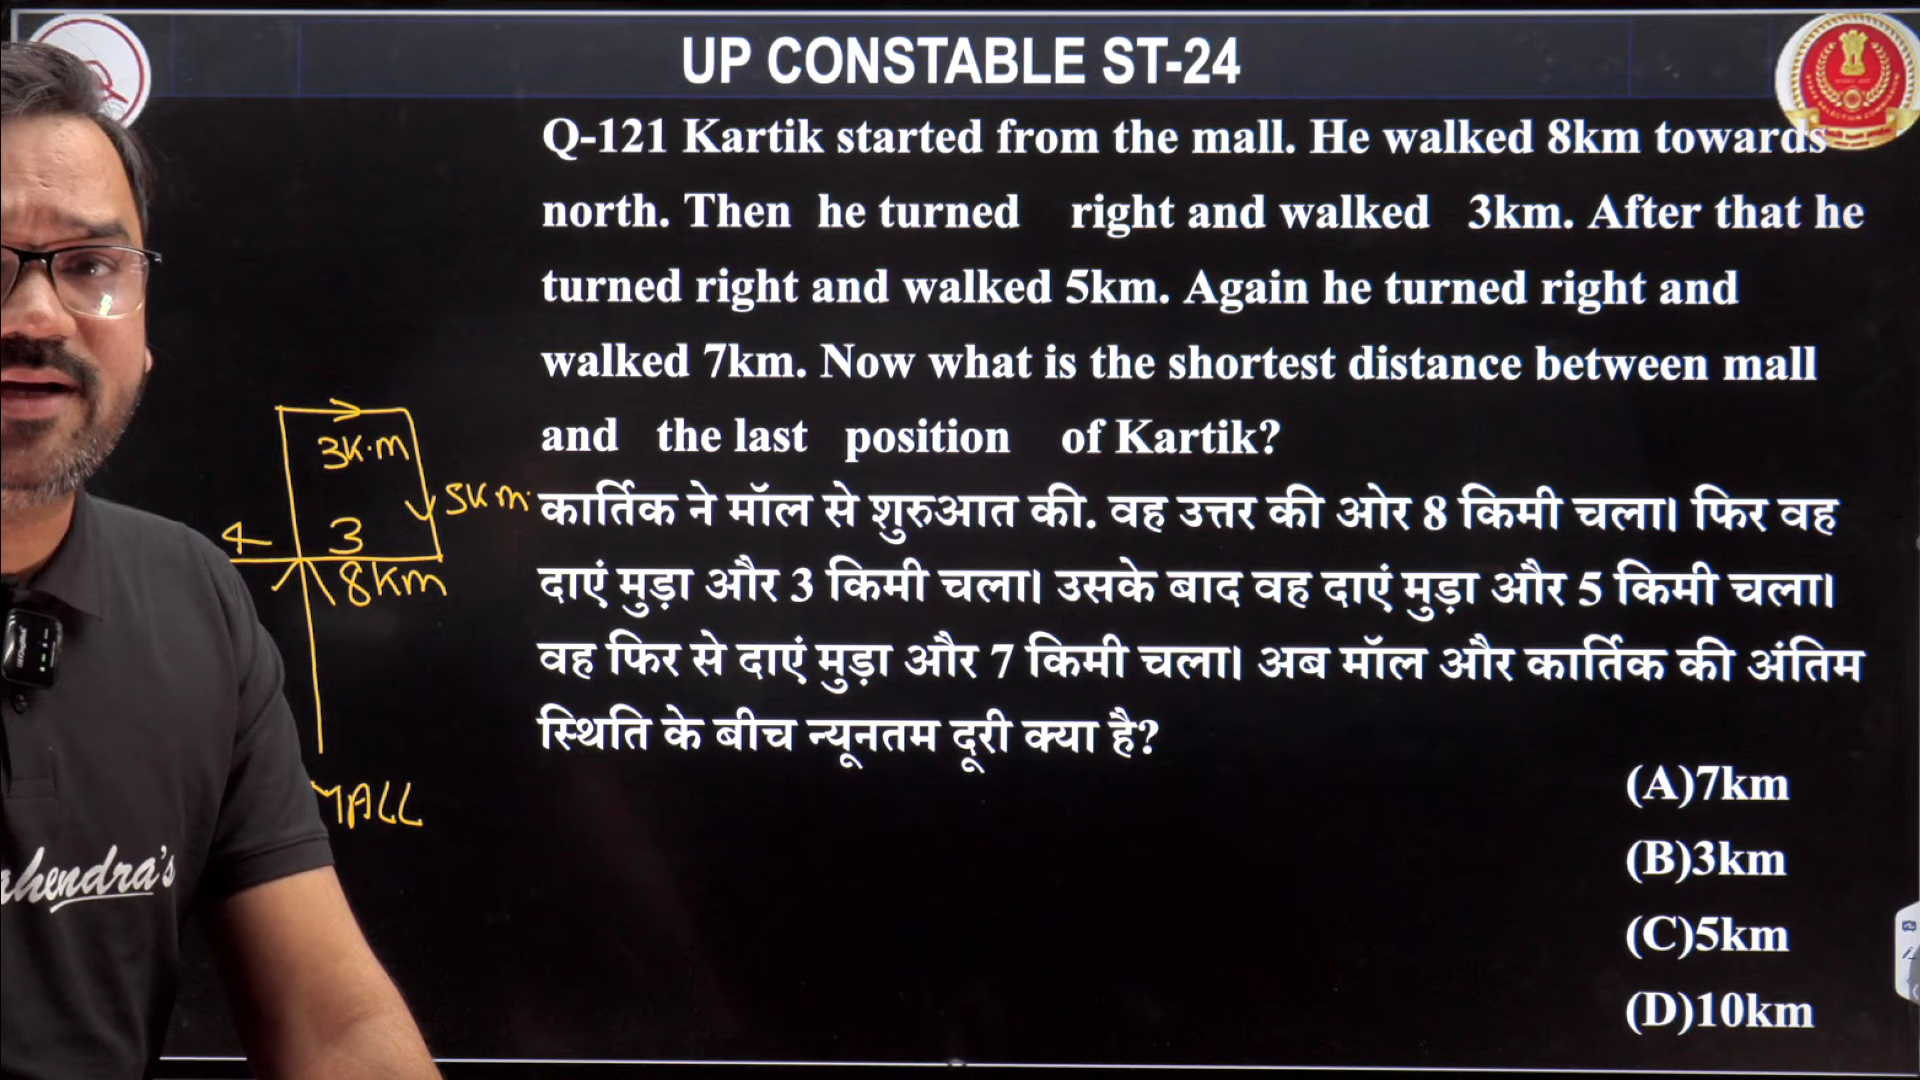 UP CONSTABLE ST-24
Q-121 Kartik started from the mall. He walked 8km towards
north. Then he turned right and walked 3km. After that he
turned right and walked 5km. Again he turned right and
walked 7km. Now what is the shortest distance between mall
and the last position of Kartik?
कार्तिक ने मॉल से शुरुआत की. वह उत्तर की ओर 8 किमी चला। फिर वह
दाएं मुड़ा और 3 किमी चला। उसके बाद वह दाएं मुड़ा और 5 किमी चला।
वह फिर से दाएं मुड़ा और 7 किमी चला। अब मॉल और कार्तिक की अंतिम
स्थिति के बीच न्यूनतम दूरी क्या है?
(A)7km
(B)3km
(C)5km
(D)10km
3K.m
5Km.
4 3
8Km
MALL